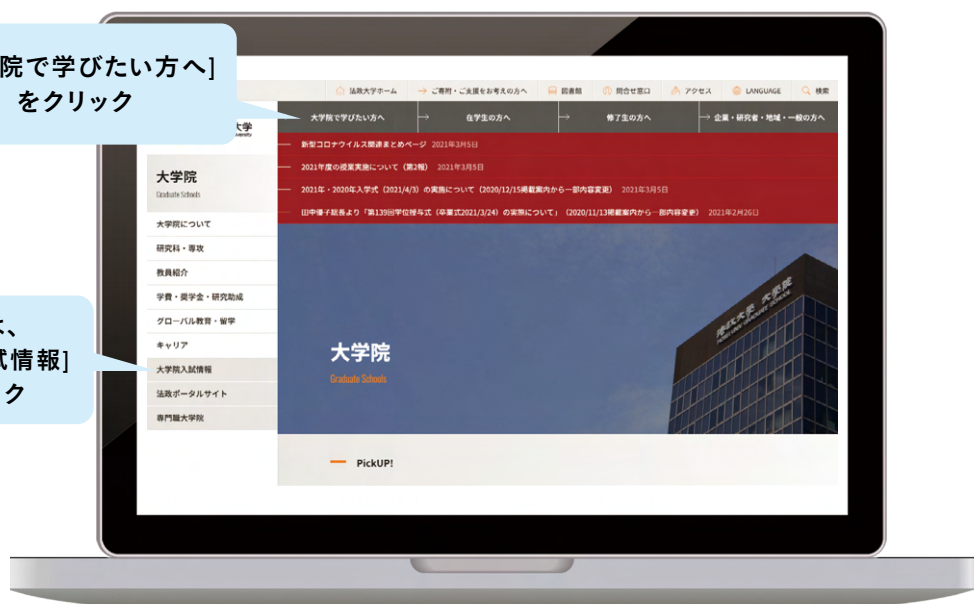 院で学びたい方へ]
をクリック
法政大学ホーム
ご寄附・ご支援をお考えの方へ
図書館
問合せ窓口
アクセス
LANGUAGE
検索
大学院で学びたい方へ
在学生の方へ
修了生の方へ
企業・研究者・地域・一般の方へ
大学
新型コロナウイルス関連まとめページ 2021年3月5日
2021年度の授業実施について(第2報) 2021年3月5日
2021年・2020年入学式(2021/4/3)の実施について(2020/12/15掲載案内から一部内容変更) 2021年3月5日
田中優子総長より「第139回学位授与式(卒業式2021/3/24)の実施について」(2020/11/13掲載案内から一部内容変更) 2021年2月26日
大学院
Graduate Schools
大学院について
研究科・専攻
教員紹介
学費・奨学金・研究助成
グローバル教育・留学
キャリア
大学院入試情報
法政ポータルサイト
専門職大学院
は、
試情報]
ク
大学院
Graduate Schools
法政大学 大学院
HOSEI UNIV. GRADUATE SCHOOL
PickUP!